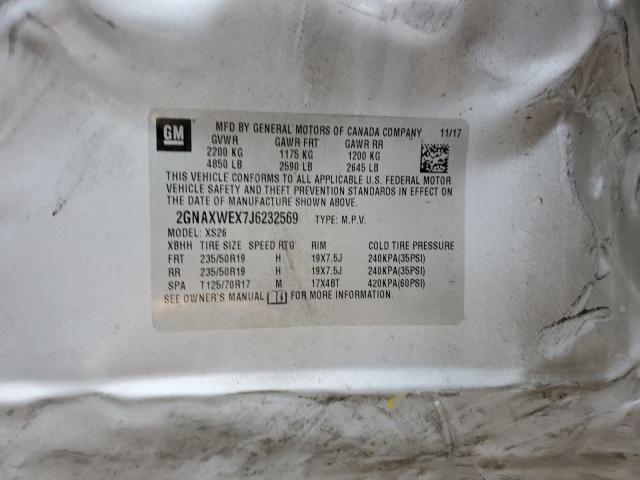 GM
MFD BY GENERAL MOTORS OF CANADA COMPANY 11/17
GVWR GAWR FRT GAWR RR
2200 KG 1175 KG 1200 KG
4850 LB 2590 LB 2645 LB
THIS VEHICLE CONFORMS TO ALL APPLICABLE U.S. FEDERAL MOTOR
VEHICLE SAFETY AND THEFT PREVENTION STANDARDS IN EFFECT ON
THE DATE OF MANUFACTURE SHOWN ABOVE.
2GNAXWEX7J6232569 TYPE: M.P.V.
MODEL: XS26
XBHH TIRE SIZE SPEED RTG RIM COLD TIRE PRESSURE
FRT 235/50R19 H 19X7.5J 240KPA(35PSI)
RR 235/50R19 H 19X7.5J 240KPA(35PSI)
SPA T125/70R17 M 17X4BT 420KPA(60PSI)
SEE OWNER'S MANUAL FOR MORE INFORMATION.